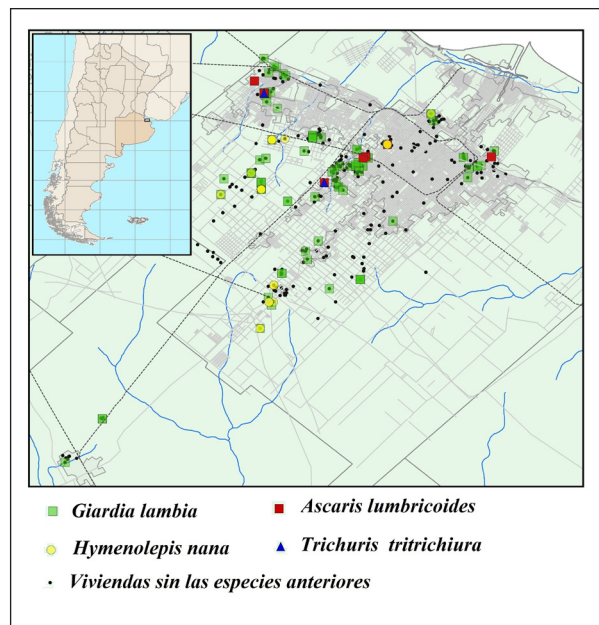 Giardia lambia
Ascaris lumbricoides
Hymenolepis nana
Trichuris tritrichiura
Viviendas sin las especies anteriores